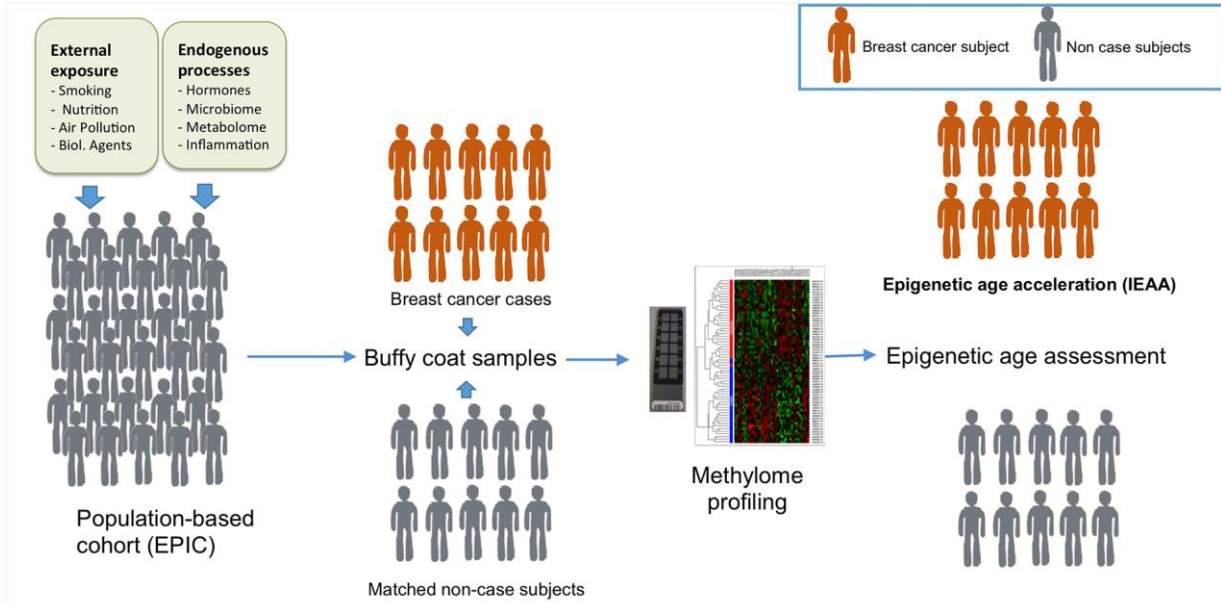 External
exposure
- Smoking
- Nutrition
- Air Pollution
- Biol. Agents
Endogenous
processes
- Hormones
- Microbiome
- Metabolome
- Inflammation
Breast cancer subject
Non case subjects
Breast cancer cases
Epigenetic age acceleration (IEAA)
Buffy coat samples
Epigenetic age assessment
Methylome
profiling
Population-based
cohort (EPIC)
Matched non-case subjects